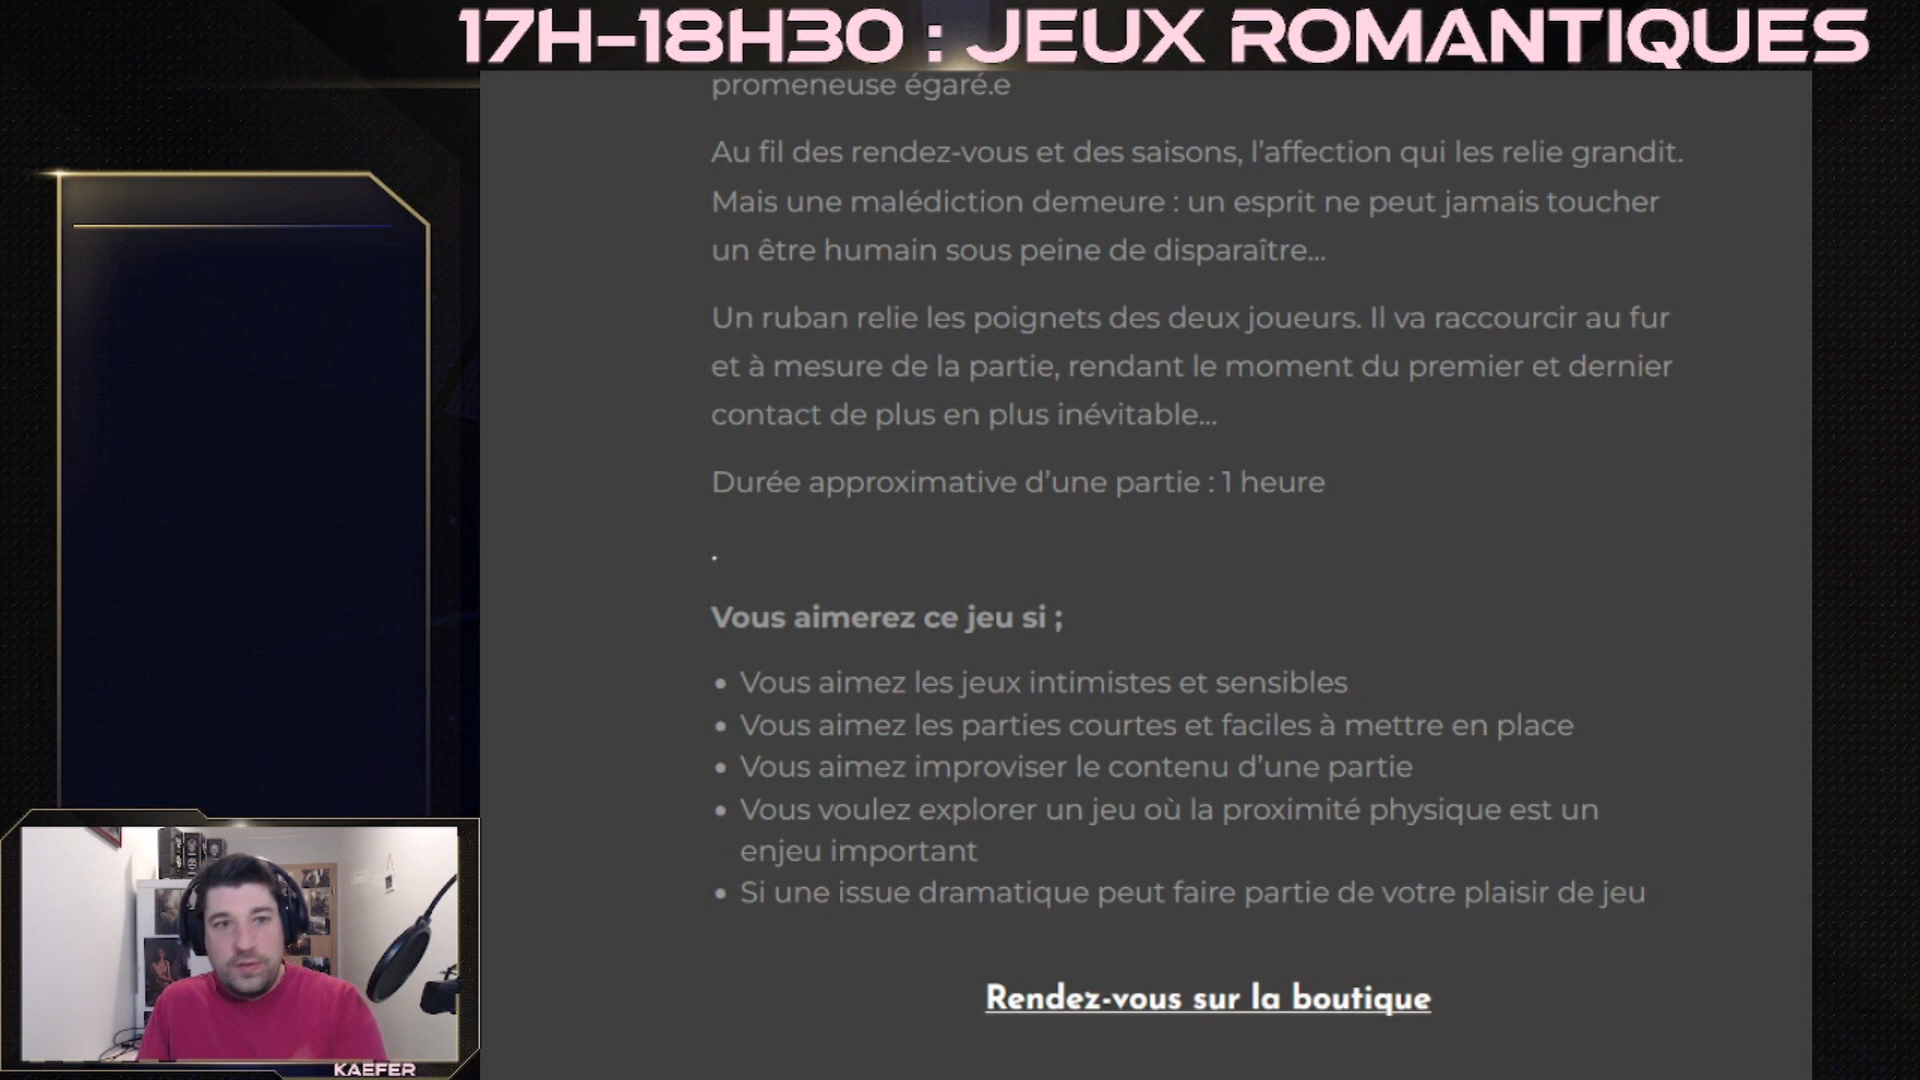 17H-18H30 : JEUX ROMANTIQUES
promeneuse égaré.e
Au fil des rendez-vous et des saisons, l’affection qui les relie grandit.
Mais une malédiction demeure : un esprit ne peut jamais toucher
un être humain sous peine de disparaître...
Un ruban relie les poignets des deux joueurs. Il va raccourcir au fur
et à mesure de la partie, rendant le moment du premier et dernier
contact de plus en plus inévitable...
Durée approximative d’une partie : 1 heure
.
Vous aimerez ce jeu si ;
• Vous aimez les jeux intimistes et sensibles
• Vous aimez les parties courtes et faciles à mettre en place
• Vous aimez improviser le contenu d’une partie
• Vous voulez explorer un jeu où la proximité physique est un
enjeu important
• Si une issue dramatique peut faire partie de votre plaisir de jeu
Rendez-vous sur la boutique
KAEFER